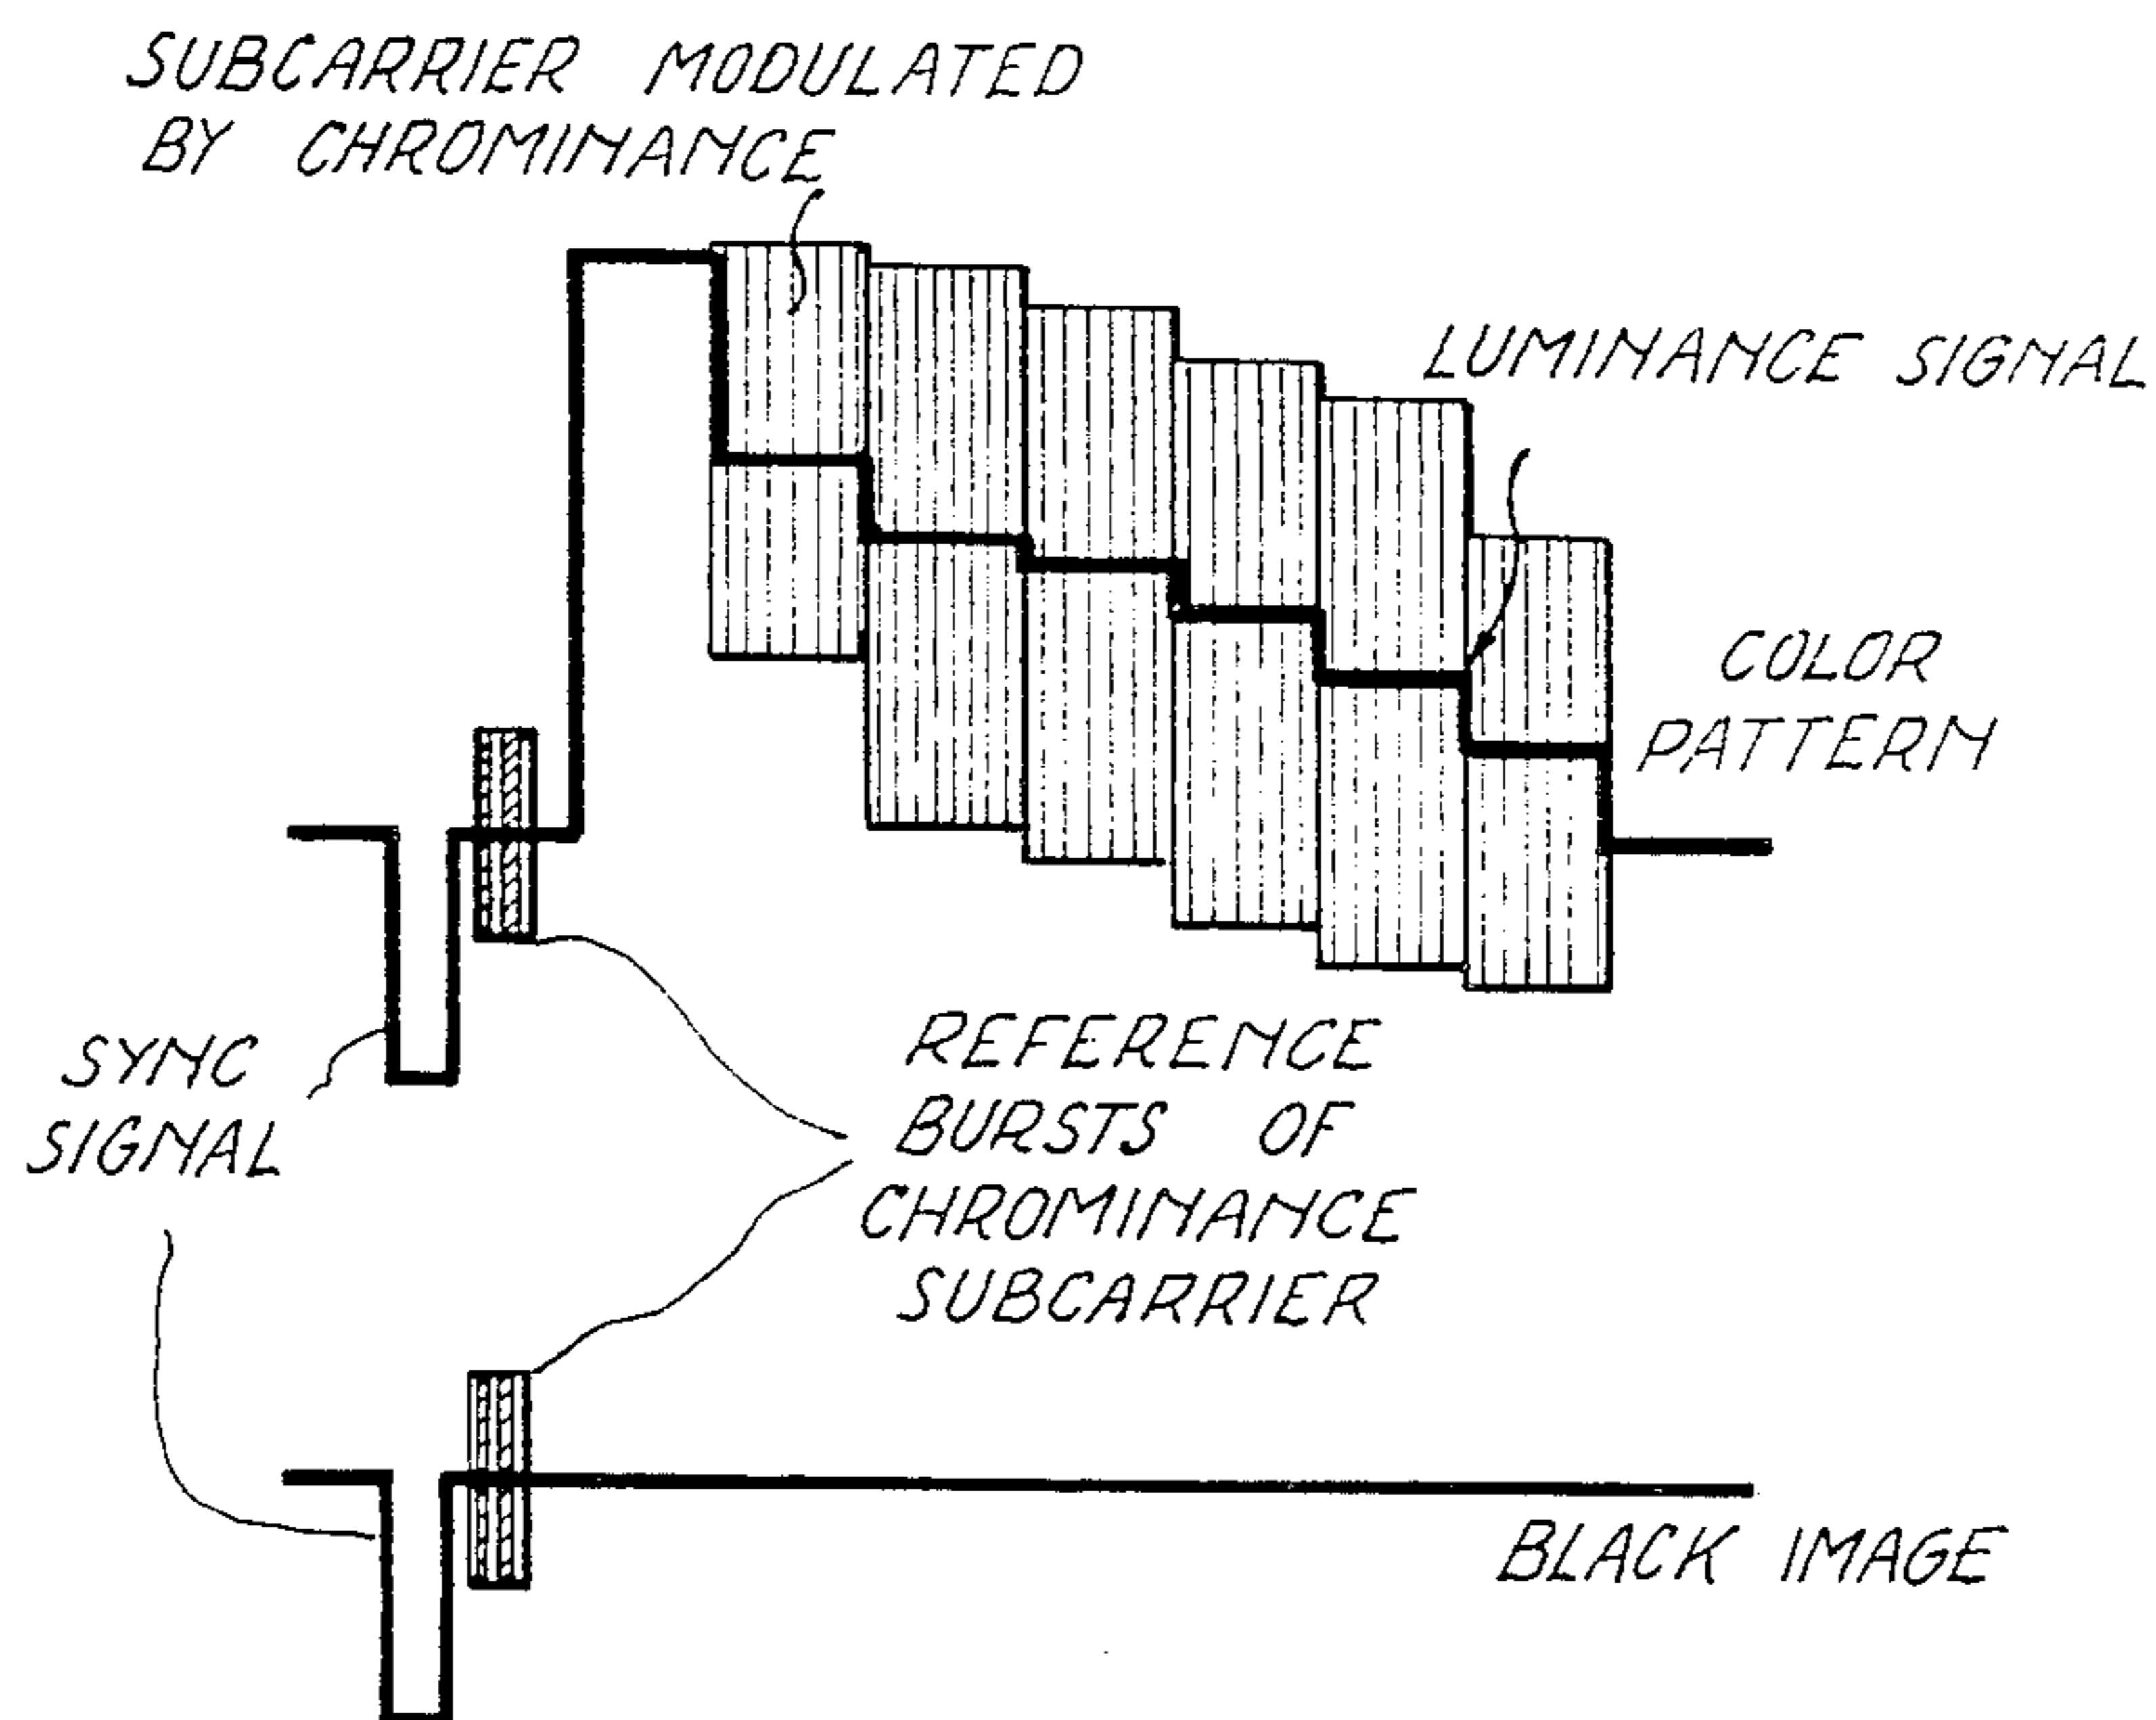 SUBCARRIER MODULATED
BY CHROMINANCE
LUMINANCE SIGNAL
COLOR
PATTERN
SYNC
SIGNAL
REFERENCE
BURSTS OF
CHROMINANCE
SUBCARRIER
BLACK IMAGE